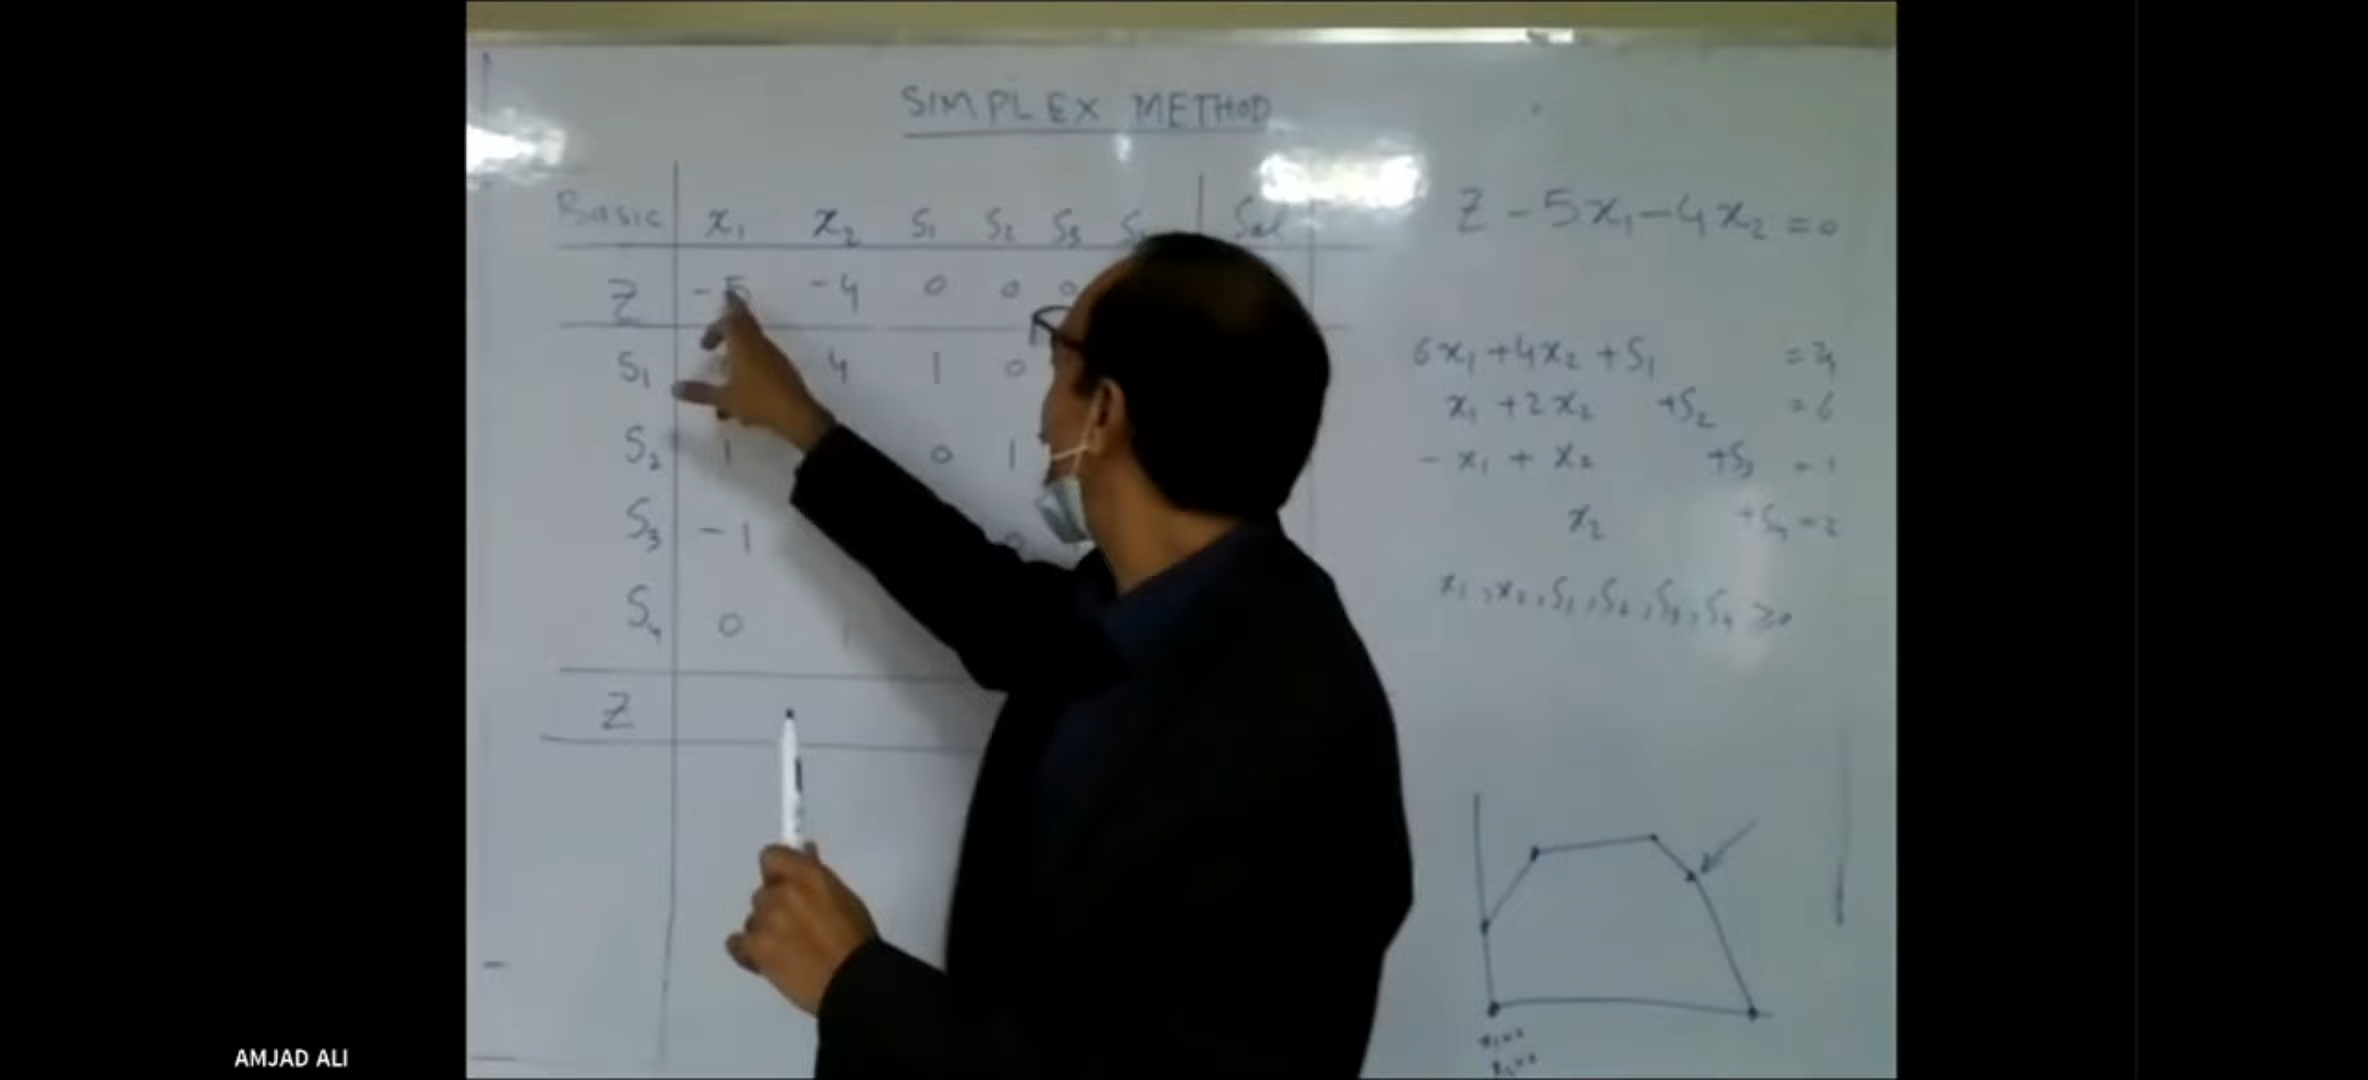 SIMPLEX METHOD
Basic x₁ x₂ S₁ S₂ S₃ Sol
Z -5 -4 0 0 0
S₁ 4 1 0
S₂ 1 0 1
S₃ -1 0
S₄ 0 1
Z
Z - 5x₁ - 4x₂ = 0
6x₁ + 4x₂ + S₁ = 24
x₁ + 2x₂ + S₂ = 6
- x₁ + x₂ + S₃ = 1
x₂ + S₄ = 2
x₁, x₂, S₁, S₂, S₃, S₄ ≥ 0
AMJAD ALI